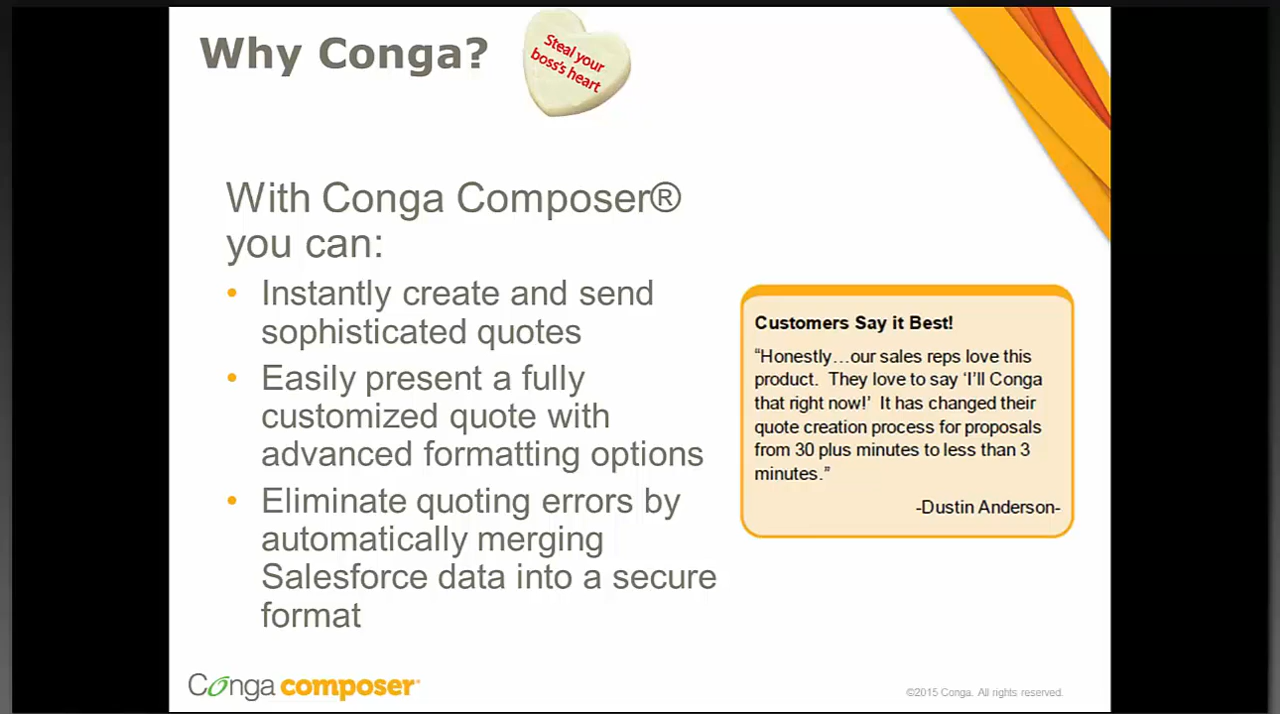 Why Conga?
Steal your
boss's heart
With Conga Composer®
you can:
• Instantly create and send
sophisticated quotes
• Easily present a fully
customized quote with
advanced formatting options
• Eliminate quoting errors by
automatically merging
Salesforce data into a secure
format
Customers Say it Best!
“Honestly…our sales reps love this
product.  They love to say ‘I’ll Conga
that right now!’  It has changed their
quote creation process for proposals
from 30 plus minutes to less than 3
minutes.”
-Dustin Anderson-
Conga composer®
©2015 Conga. All rights reserved.